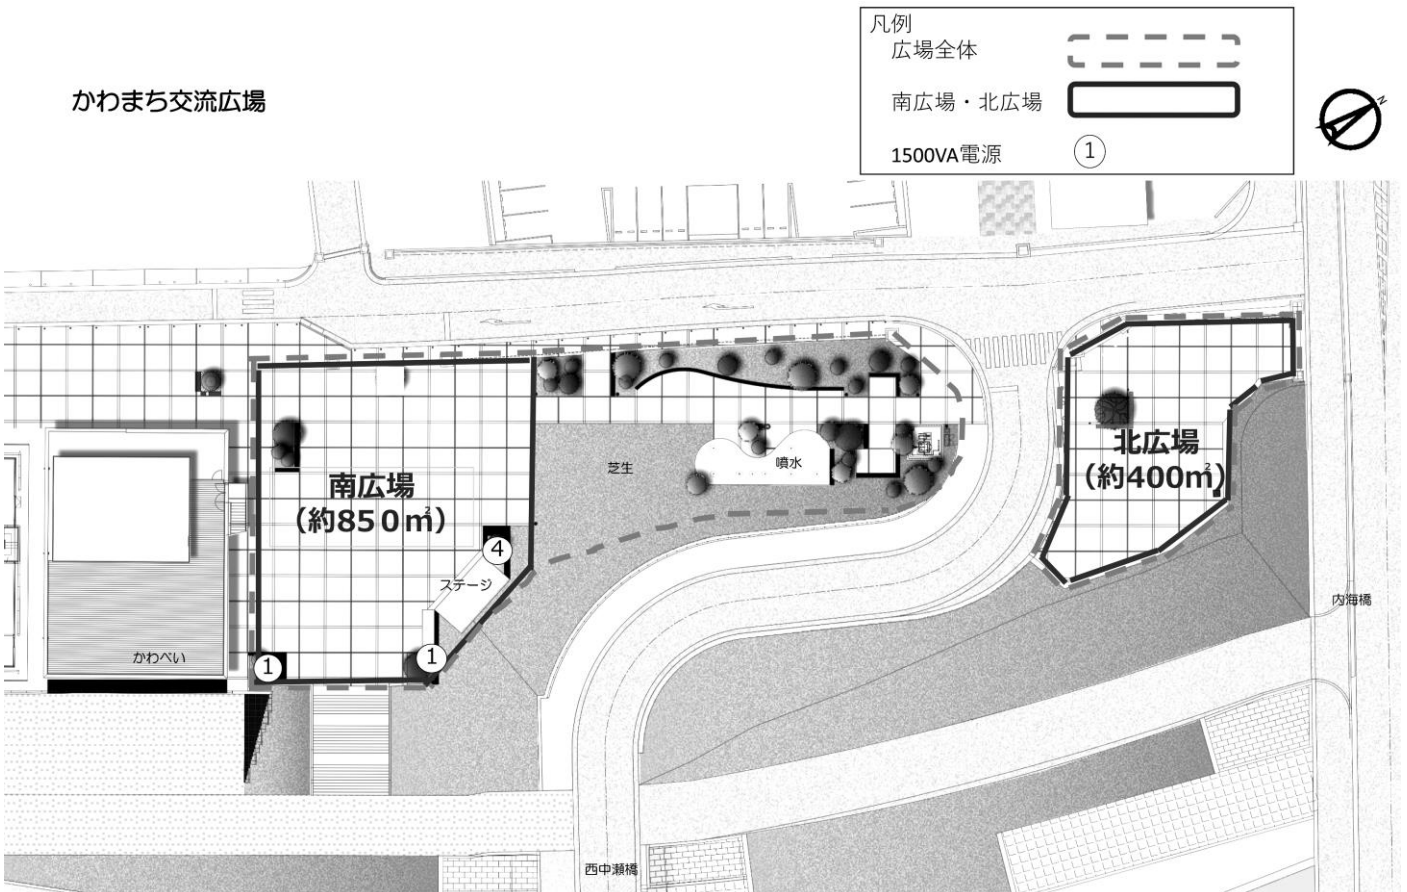 凡例
広場全体
かわまち交流広場
南広場・北広場
N
1500VA電源 ①
北広場
(約400㎡)
芝生
噴水
南広場
(約850㎡)
④
ステージ
内海橋
かわべい
①
①
西中瀬橋